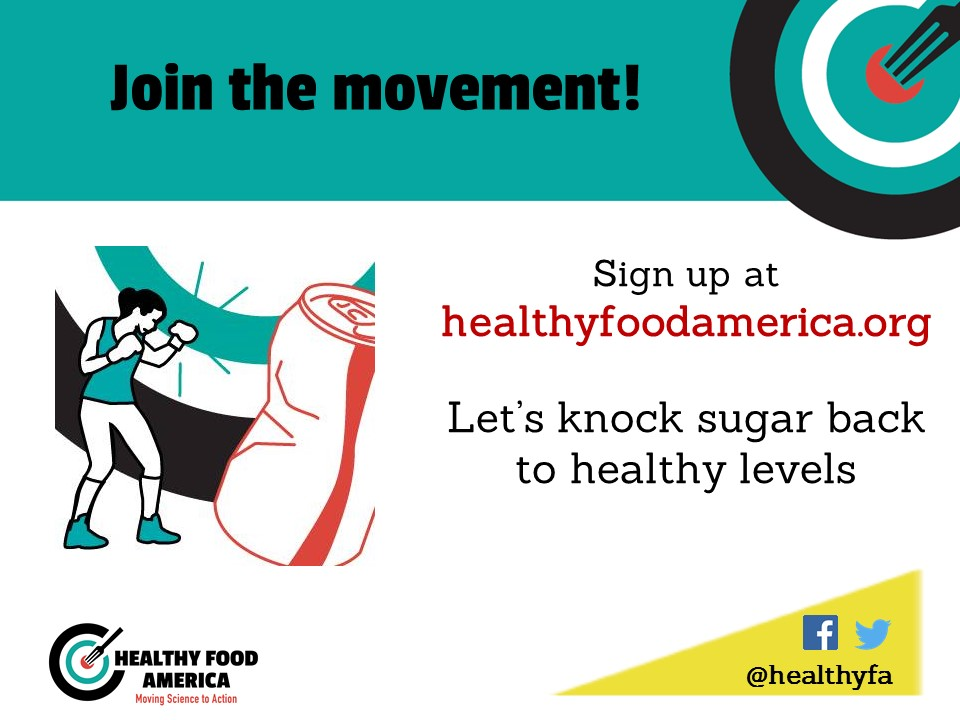 Join the movement!
Sign up at
healthyfoodamerica.org
Let’s knock sugar back
to healthy levels
HEALTHY FOOD
AMERICA
Moving Science to Action
@healthyfa